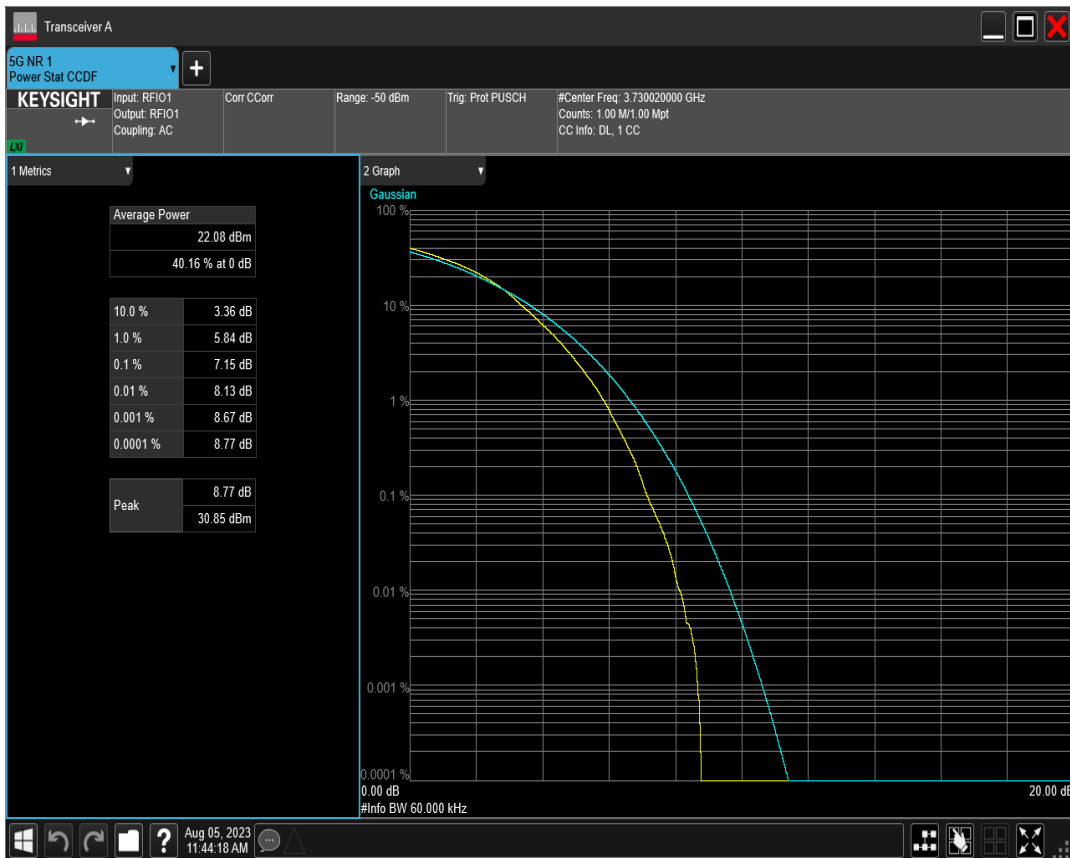 Transceiver A
5G NR 1
Power Stat CCDF
KEYSIGHT
LXI
Input: RFIO1
Output: RFIO1
Coupling: AC
Corr CCorr
Range: -50 dBm
Trig: Prot PUSCH
#Center Freq: 3.730020000 GHz
Counts: 1.00 M/1.00 Mpt
CC Info: DL, 1 CC
1 Metrics
Average Power
22.08 dBm
40.16 % at 0 dB
10.0 % 3.36 dB
1.0 % 5.84 dB
0.1 % 7.15 dB
0.01 % 8.13 dB
0.001 % 8.67 dB
0.0001 % 8.77 dB
Peak
8.77 dB
30.85 dBm
2 Graph
Gaussian
100 %
10 %
1 %
0.1 %
0.01 %
0.001 %
0.0001 %
0.00 dB 20.00 dB
#Info BW 60.000 kHz
Aug 05, 2023
11:44:18 AM